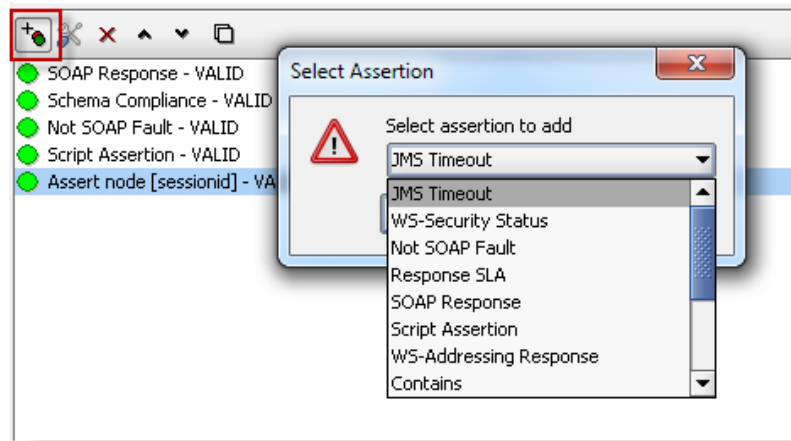 SOAP Response - VALID
Schema Compliance - VALID
Not SOAP Fault - VALID
Script Assertion - VALID
Assert node [sessionid] - VA
Select Assertion
Select assertion to add
JMS Timeout
JMS Timeout
WS-Security Status
Not SOAP Fault
Response SLA
SOAP Response
Script Assertion
WS-Addressing Response
Contains